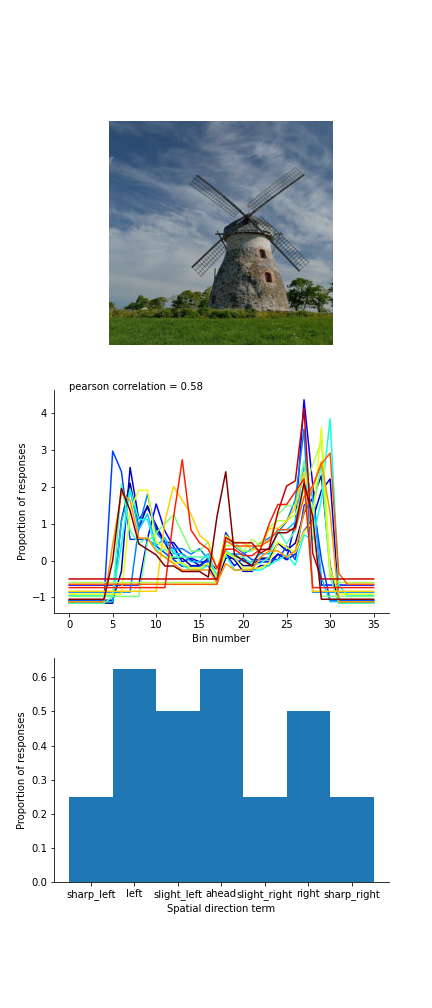 pearson correlation = 0.58
Proportion of responses
4
3
2
1
0
−1
0 5 10 15 20 25 30 35
Bin number
Proportion of responses
0.6
0.5
0.4
0.3
0.2
0.1
0.0
sharp_left left slight_left ahead slight_right right sharp_right
Spatial direction term